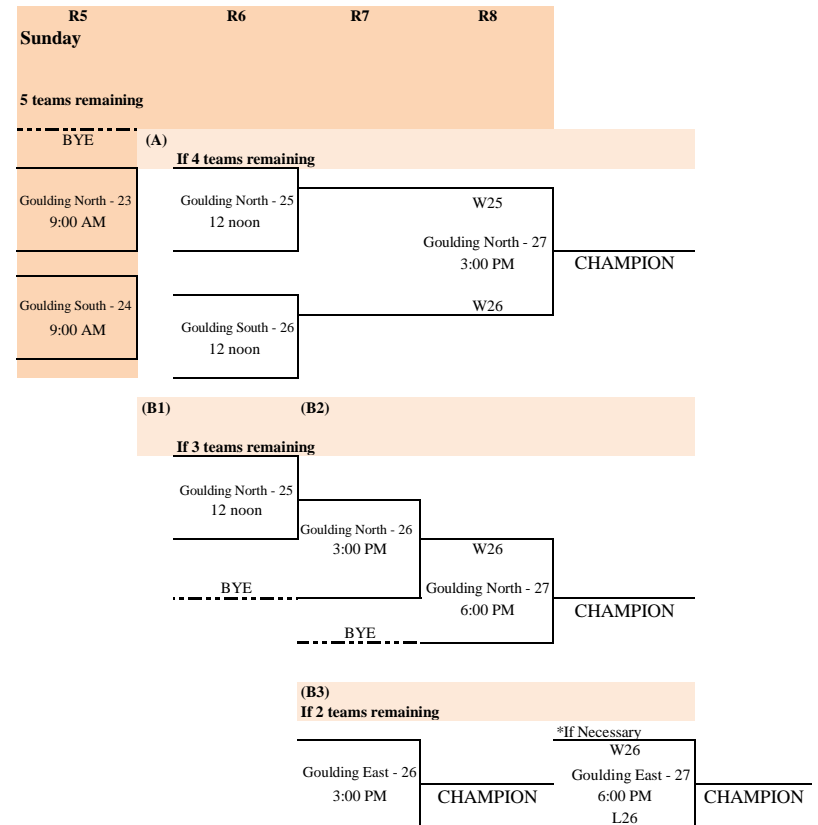 R5 R6 R7 R8
Sunday
5 teams remaining
BYE (A)
If 4 teams remaining
Goulding North - 23
9:00 AM
Goulding North - 25
12 noon
W25
Goulding North - 27
3:00 PM
CHAMPION
Goulding South - 24
9:00 AM
W26
Goulding South - 26
12 noon
(B1) (B2)
If 3 teams remaining
Goulding North - 25
12 noon
Goulding North - 26
3:00 PM
W26
BYE
Goulding North - 27
6:00 PM
CHAMPION
BYE
(B3)
If 2 teams remaining
*If Necessary
W26
Goulding East - 26
3:00 PM
CHAMPION
Goulding East - 27
6:00 PM
CHAMPION
L26